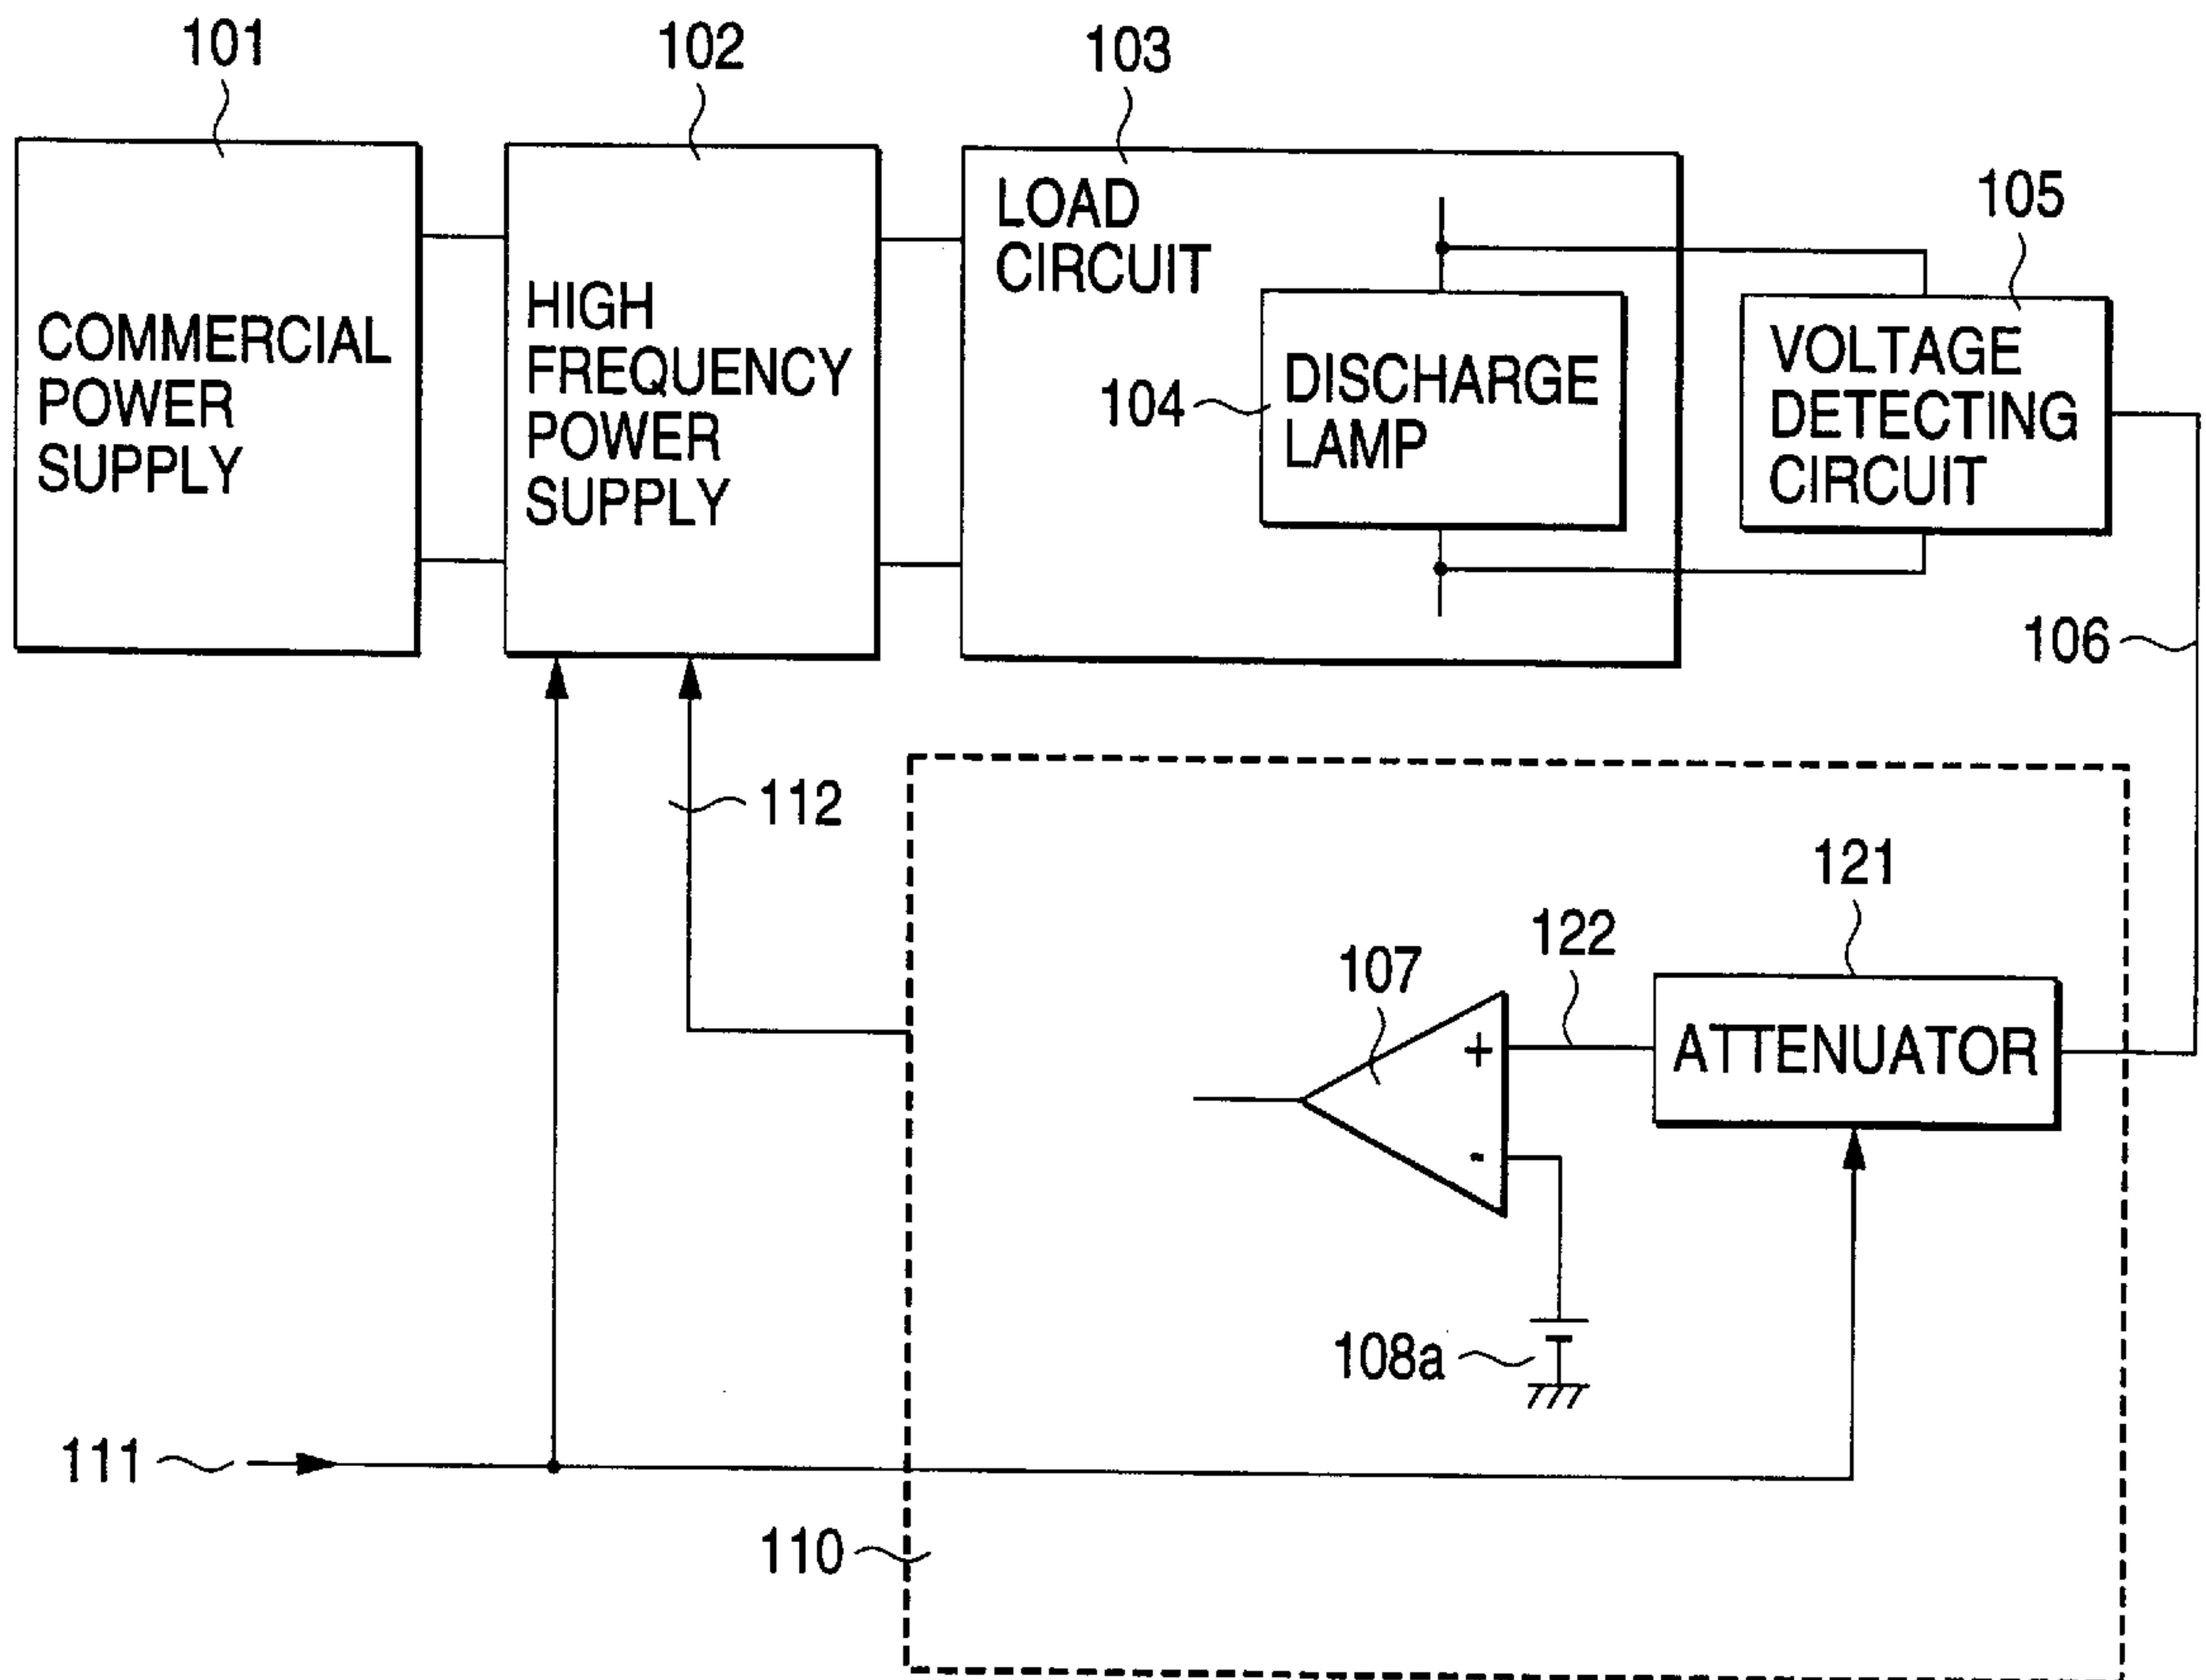 101
102
103
105
COMMERCIAL
POWER
SUPPLY
HIGH
FREQUENCY
POWER
SUPPLY
LOAD
CIRCUIT
104
DISCHARGE
LAMP
VOLTAGE
DETECTING
CIRCUIT
106
112
121
122
107
+
-
ATTENUATOR
108a
111
110